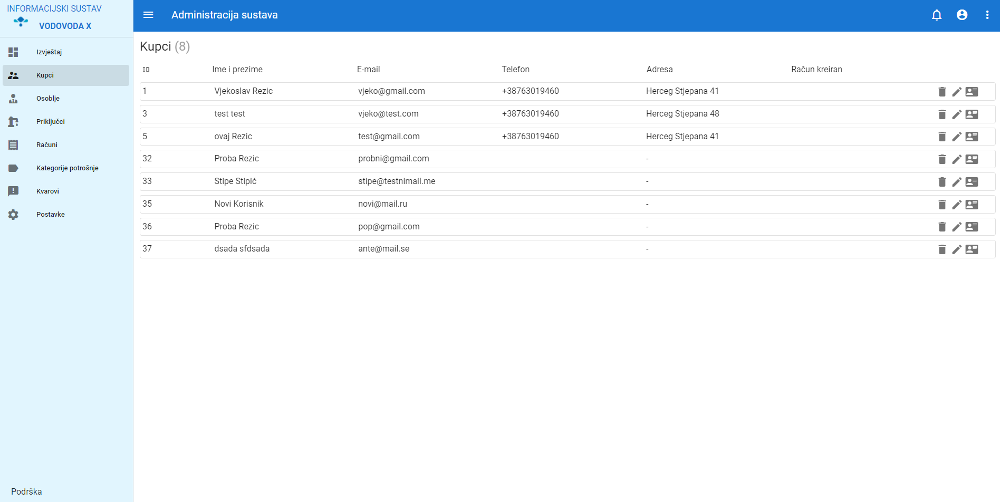 INFORMACIJSKI SUSTAV
VODOVODA X
Administracija sustava
Izvještaj
Kupci
Osoblje
Priključci
Računi
Kategorije potrošnje
Kvarovi
Postavke
Podrška
Kupci (8)
ID Ime i prezime E-mail Telefon Adresa Račun kreiran
1 Vjekoslav Rezic vjeko@gmail.com +38763019460 Herceg Stjepana 41
3 test test vjeko@test.com +38763019460 Herceg Stjepana 48
5 ovaj Rezic test@gmail.com +38763019460 Herceg Stjepana 41
32 Proba Rezic probni@gmail.com -
33 Stipe Stipić stipe@testnimail.me -
35 Novi Korisnik novi@mail.ru -
36 Proba Rezic pop@gmail.com -
37 dsada sfdsada ante@mail.se -